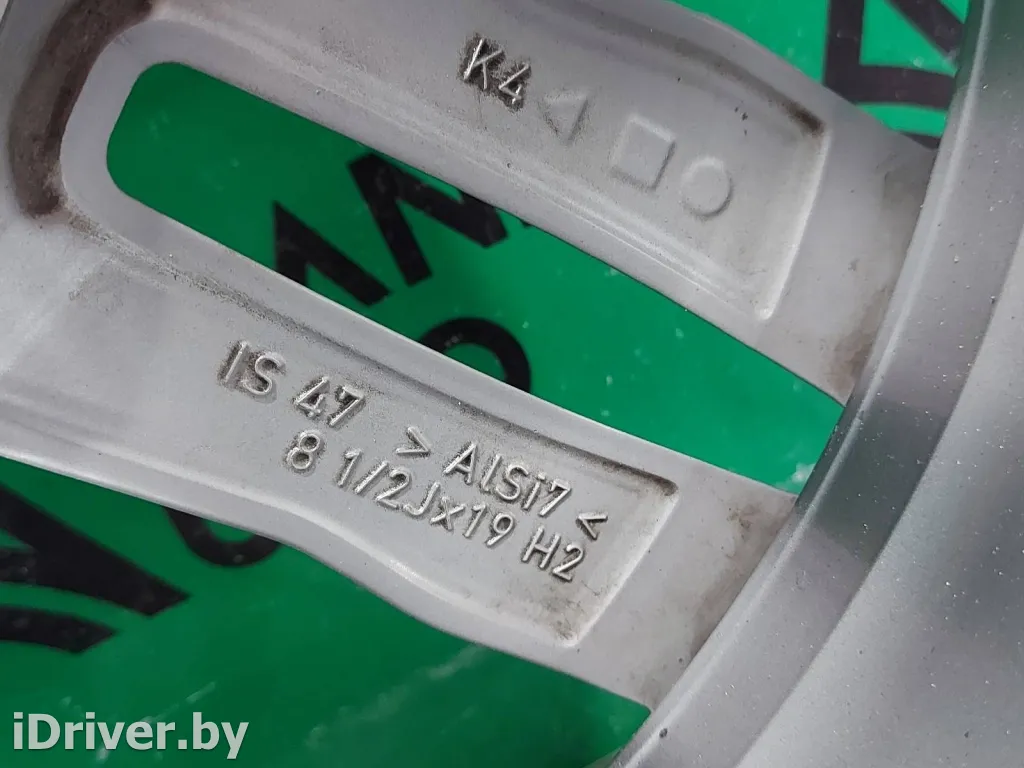 K4
IS 47 >AlSi7<
8 1/2Jx19 H2
iDriver.by